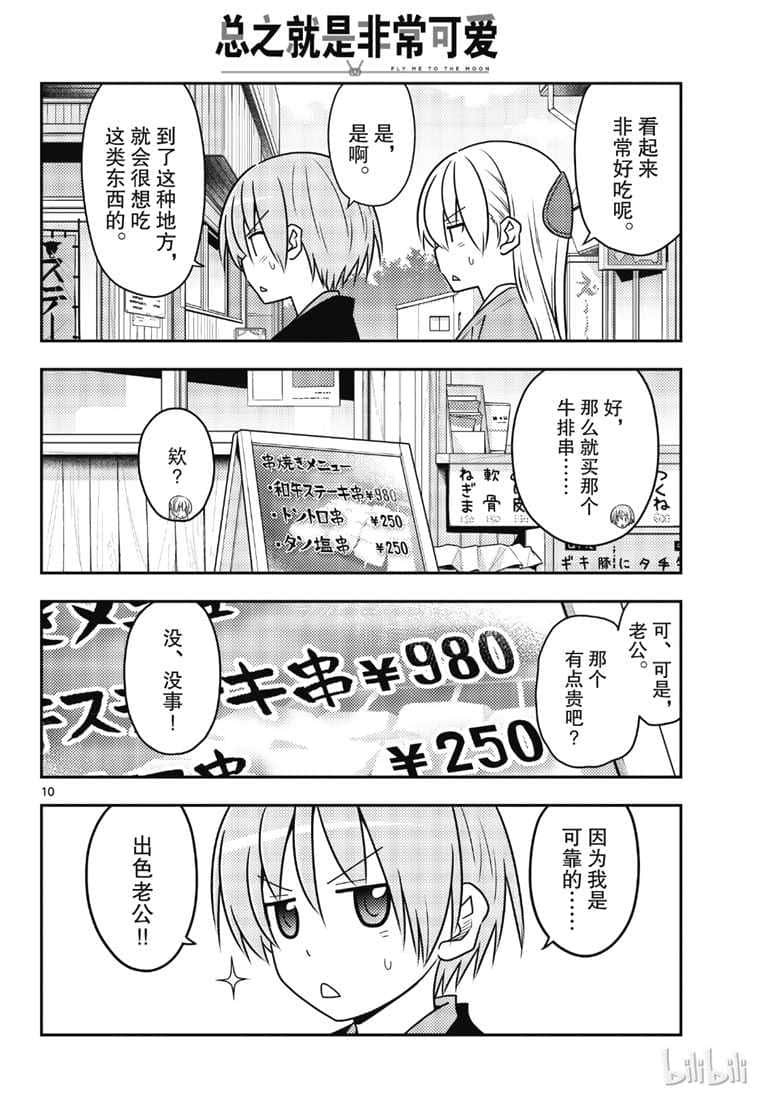 总之就是非常可爱
FLY ME TO THE MOON
看起来
非常好吃呢。
是，
是啊。
到了这种地方，
就会很想吃
这类东西的。
ステー
好，
那么就买那个
牛排串……
欸？
串焼きメニュー
・和牛ステーキ串¥980
・トントロ串 ¥250
・タン塩串 ¥250
つくね
皮
軟骨
ねぎま
可、可是，
老公。
那个
有点贵吧？
没、没事！
キ串¥980
¥250
10
因为我是
可靠的……
出色老公!!
bilibili